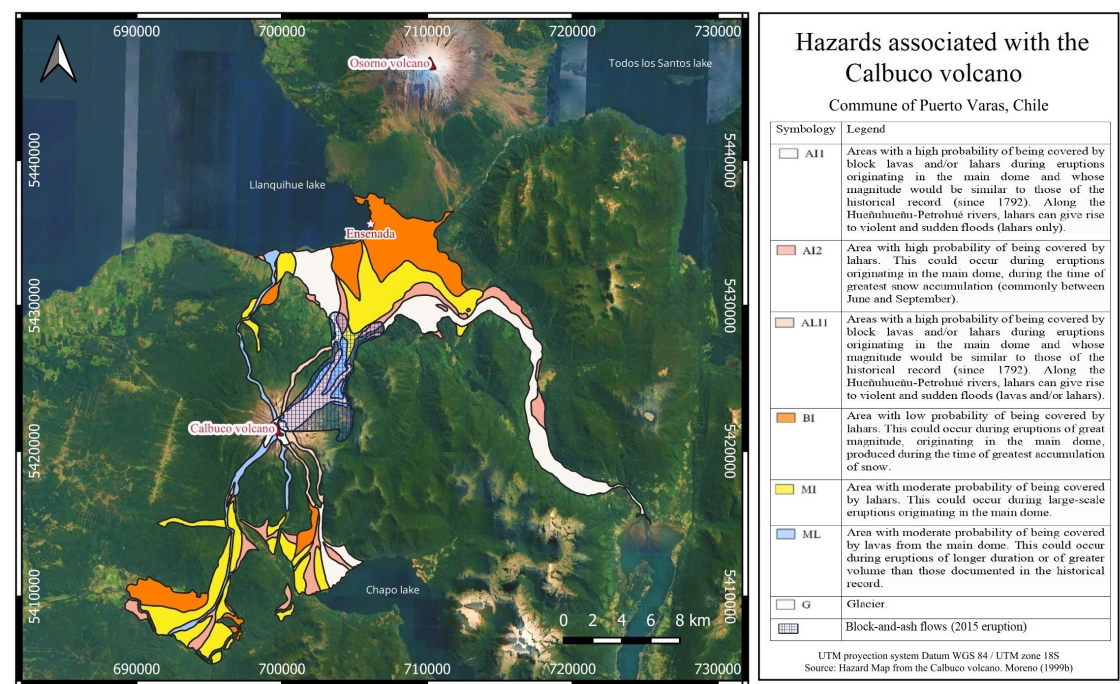 690000
700000
710000
720000
730000
Osorno volcano
Todos los Santos lake
5440000
5440000
Llanquihue lake
Ensenada
5430000
5430000
Calbuco volcano
5420000
5420000
5410000
5410000
Chapo lake
0 2 4 6 8 km
690000
700000
710000
720000
730000
Hazards associated with the
Calbuco volcano
Commune of Puerto Varas, Chile
Symbology Legend
AI1
Areas with a high probability of being covered by
block lavas and/or lahars during eruptions
originating in the main dome and whose
magnitude would be similar to those of the
historical record (since 1792). Along the
Hueñuhueñu-Petrohué rivers, lahars can give rise
to violent and sudden floods (lahars only).
AI2
Area with high probability of being covered by
lahars. This could occur during eruptions
originating in the main dome, during the time of
greatest snow accumulation (commonly between
June and September).
ALI1
Areas with a high probability of being covered by
block lavas and/or lahars during eruptions
originating in the main dome and whose
magnitude would be similar to those of the
historical record (since 1792). Along the
Hueñuhueñu-Petrohué rivers, lahars can give rise
to violent and sudden floods (lavas and/or lahars).
BI
Area with low probability of being covered by
lahars. This could occur during eruptions of great
magnitude, originating in the main dome,
produced during the time of greatest accumulation
of snow.
MI
Area with moderate probability of being covered
by lahars. This could occur during large-scale
eruptions originating in the main dome.
ML
Area with moderate probability of being covered
by lavas from the main dome. This could occur
during eruptions of longer duration or of greater
volume than those documented in the historical
record.
G
Glacier.
Block-and-ash flows (2015 eruption)
UTM proyection system Datum WGS 84 / UTM zone 18S
Source: Hazard Map from the Calbuco volcano. Moreno (1999b)